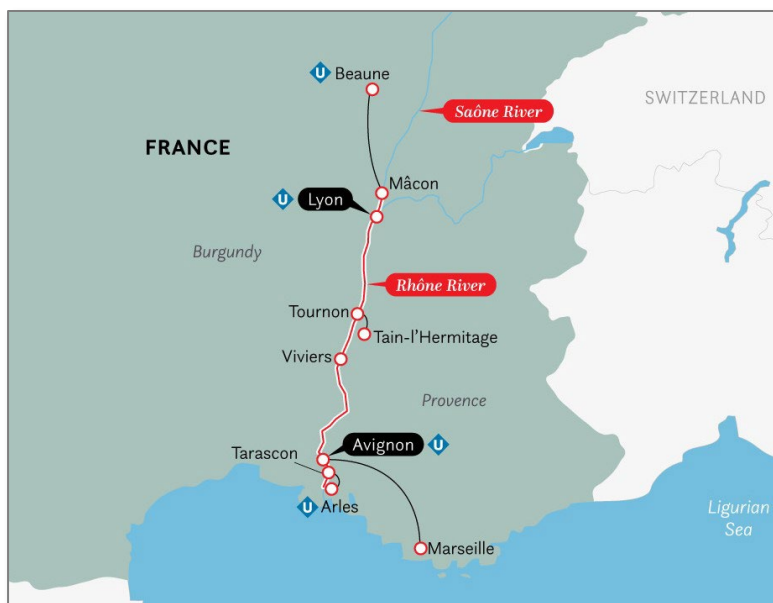 U Beaune
SWITZERLAND
Saône River
FRANCE
Mâcon
U Lyon
Burgundy
Rhône River
Tournon
Tain-l'Hermitage
Viviers
Provence
Avignon U
Tarascon
U Arles
Ligurian
Sea
Marseille